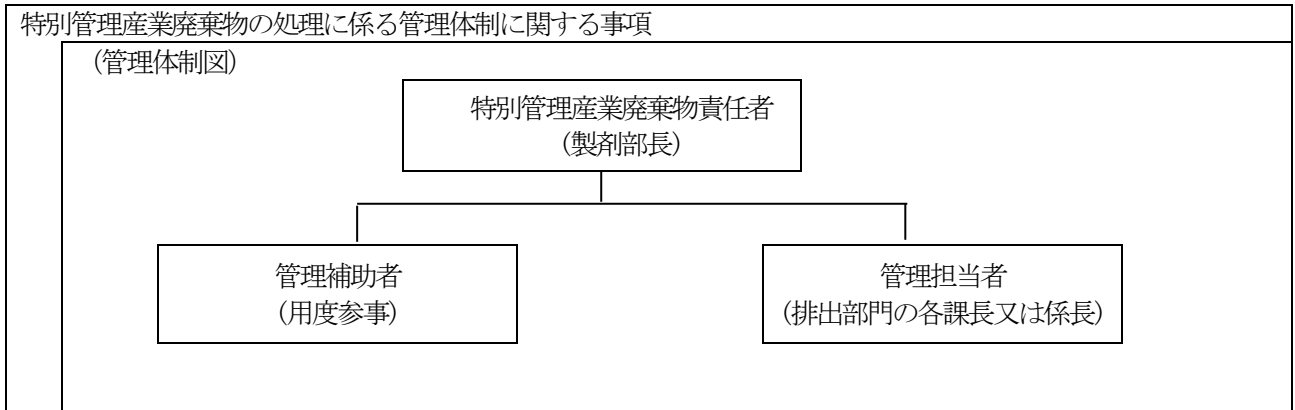 特別管理産業廃棄物の処理に係る管理体制に関する事項
（管理体制図）
特別管理産業廃棄物責任者
（製剤部長）
管理補助者
（用度参事）
管理担当者
（排出部門の各課長又は係長）